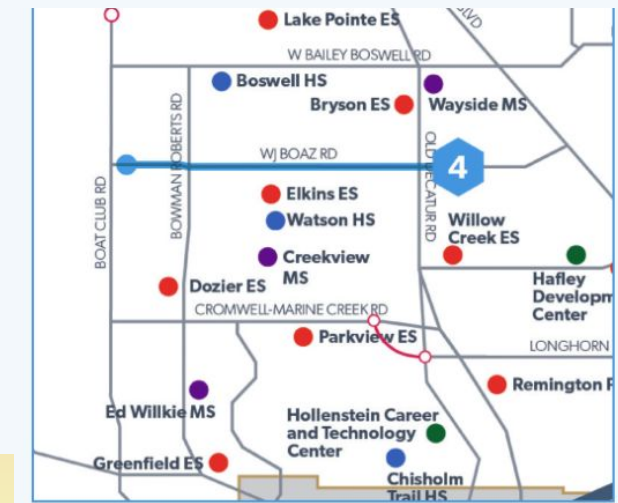 Lake Pointe ES
BLVD
W BAILEY BOSWELL RD
Boswell HS
Bryson ES
Wayside MS
BOWMAN ROBERTS RD
WJ BOAZ RD
OLD DECATUR RD
4
BOAT CLUB RD
Elkins ES
Watson HS
Willow
Creek ES
Creekview
MS
Dozier ES
Hafley
Developm
Center
CROMWELL-MARINE CREEK RD
Parkview ES
LONGHORN
Remington P
Ed Willkie MS
Hollenstein Career
and Technology
Center
Greenfield ES
Chisholm
Trail HS